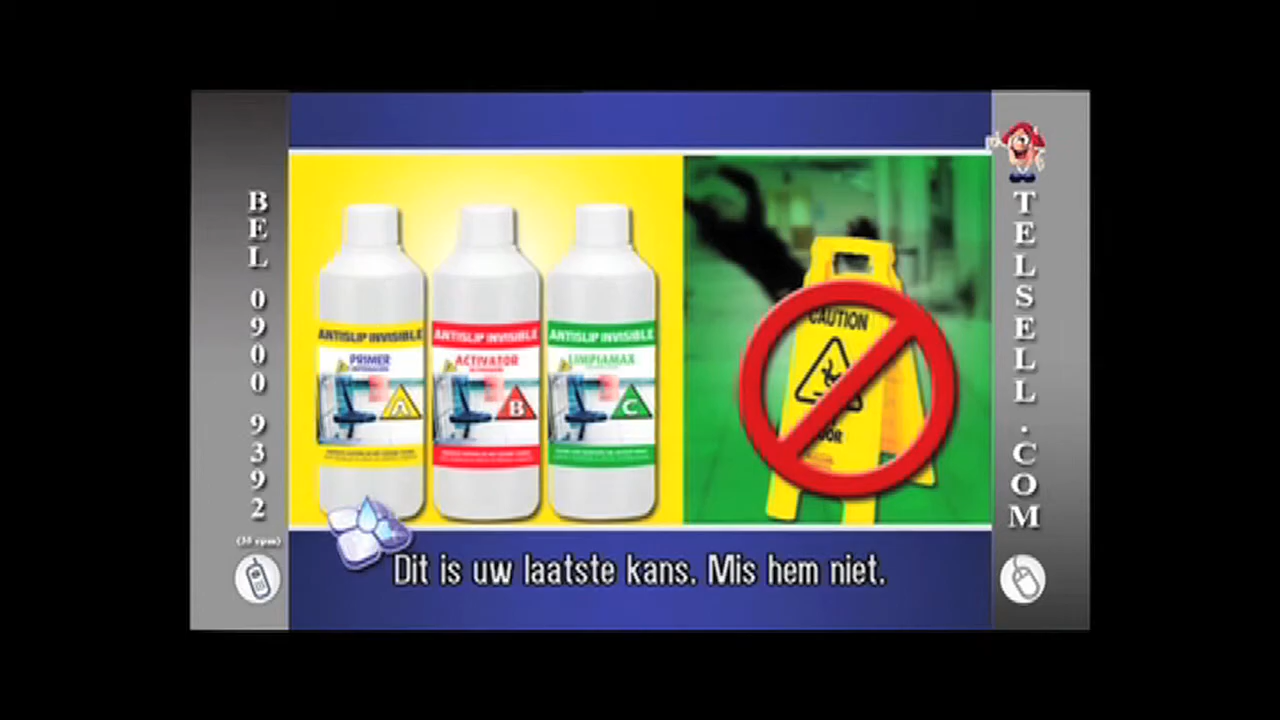 BEL 0900 9392
TELSELL.COM
ANTISLIP INVISIBLE
PRIMER
A
ANTISLIP INVISIBLE
ACTIVATOR
B
ANTISLIP INVISIBLE
LIMPIAMAX
C
CAUTION
Dit is uw laatste kans. Mis hem niet.